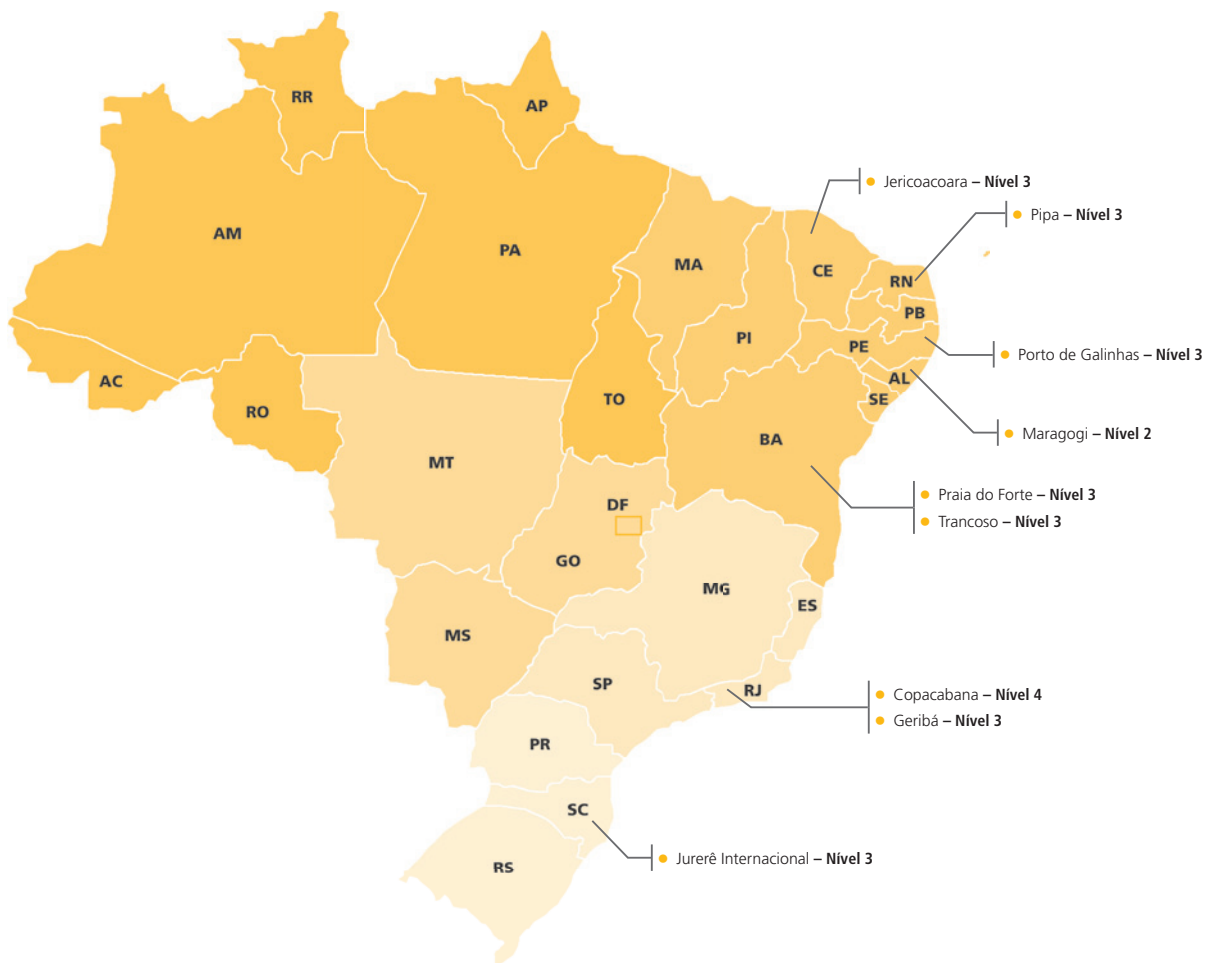 RR
AP
Jericoacoara – Nível 3
Pipa – Nível 3
AM
PA
MA
CE
RN
PB
PI
PE
Porto de Galinhas – Nível 3
AC
AL
TO
SE
RO
Maragogi – Nível 2
BA
MT
Praia do Forte – Nível 3
DF
Trancoso – Nível 3
GO
MG
ES
MS
SP
RJ
Copacabana – Nível 4
Geribá – Nível 3
PR
SC
Jurerê Internacional – Nível 3
RS